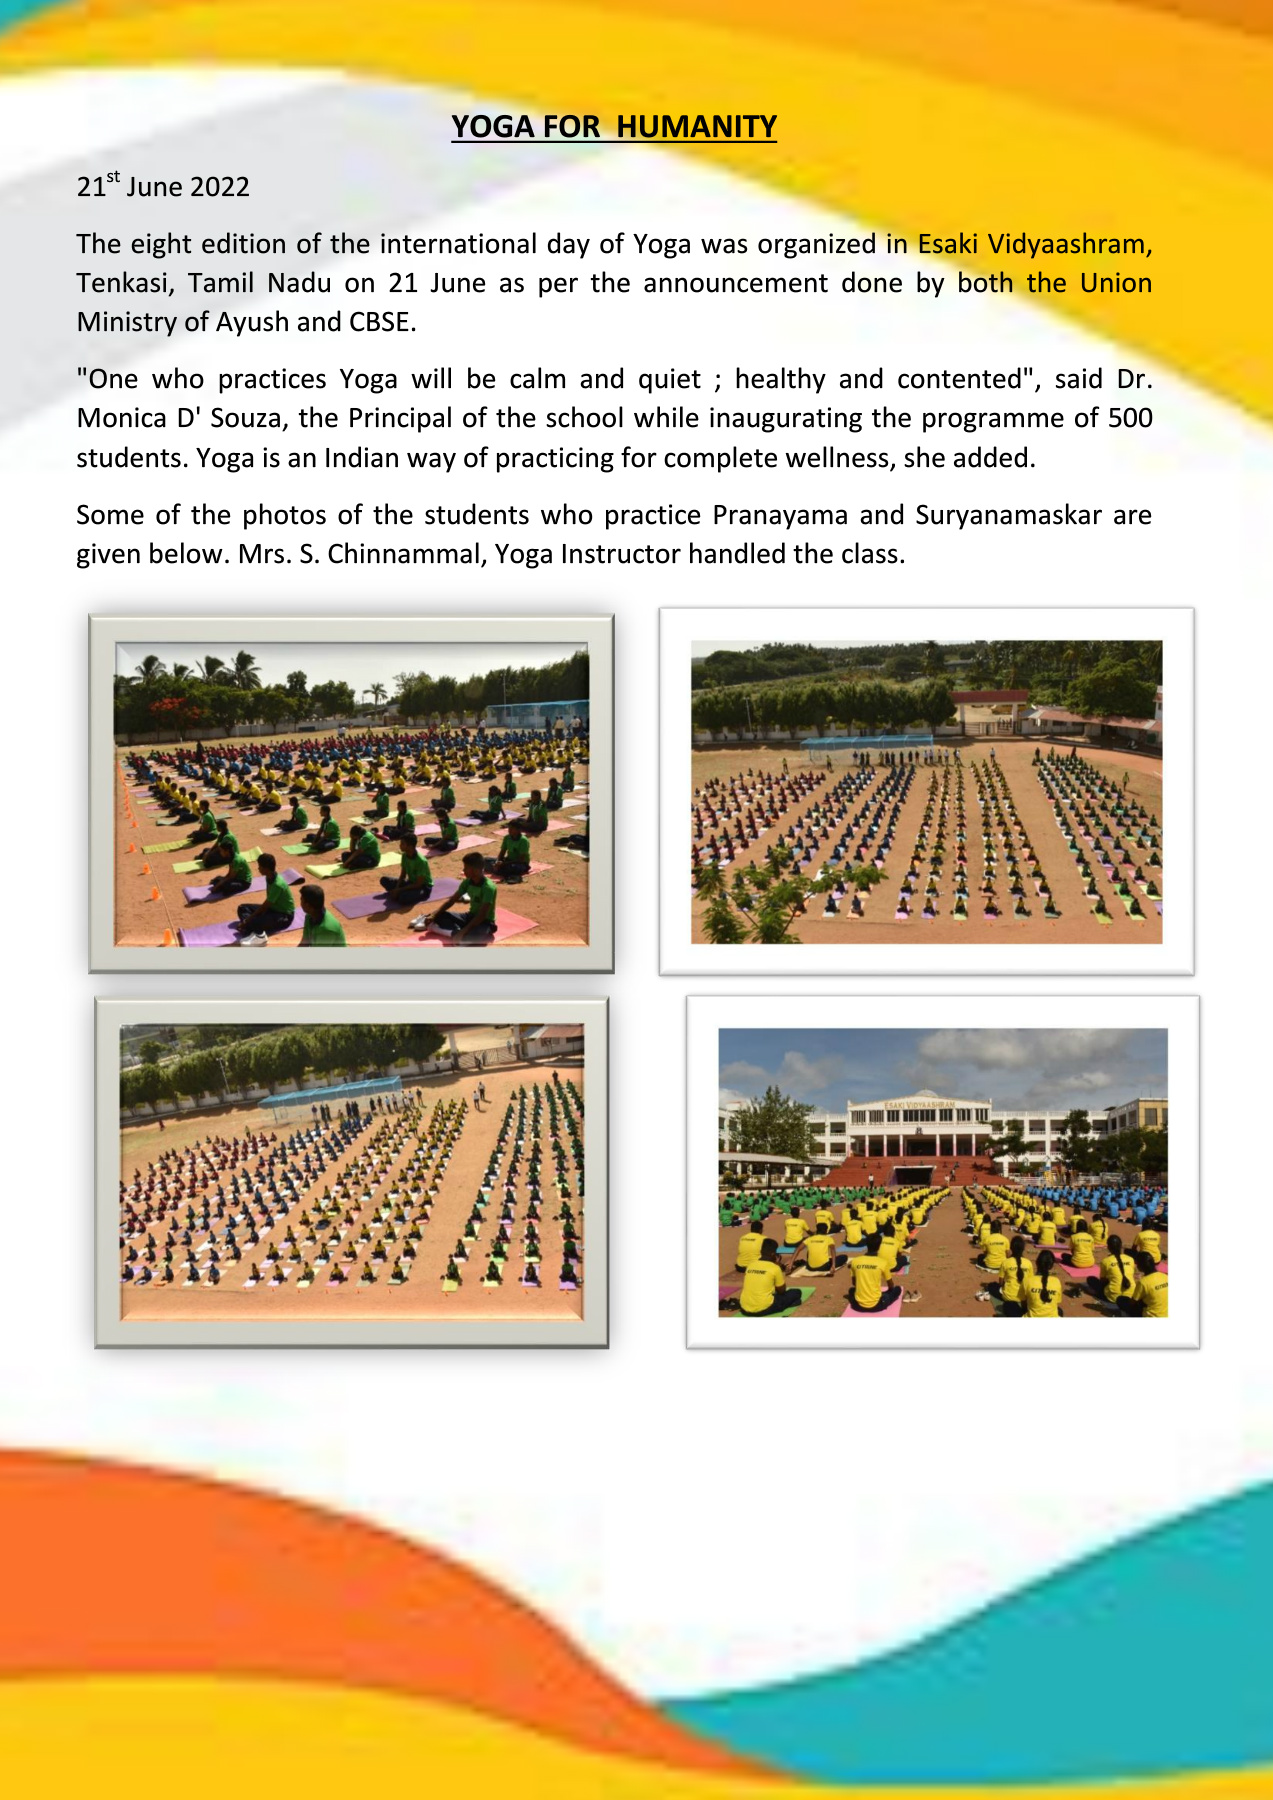 YOGA FOR HUMANITY
21st June 2022
The eight edition of the international day of Yoga was organized in Esaki Vidyaashram,
Tenkasi, Tamil Nadu on 21 June as per the announcement done by both the Union
Ministry of Ayush and CBSE.
"One who practices Yoga will be calm and quiet ; healthy and contented", said Dr.
Monica D' Souza, the Principal of the school while inaugurating the programme of 500
students. Yoga is an Indian way of practicing for complete wellness, she added.
Some of the photos of the students who practice Pranayama and Suryanamaskar are
given below. Mrs. S. Chinnammal, Yoga Instructor handled the class.
ESAKI VIDYAASHRAM
CITRINE